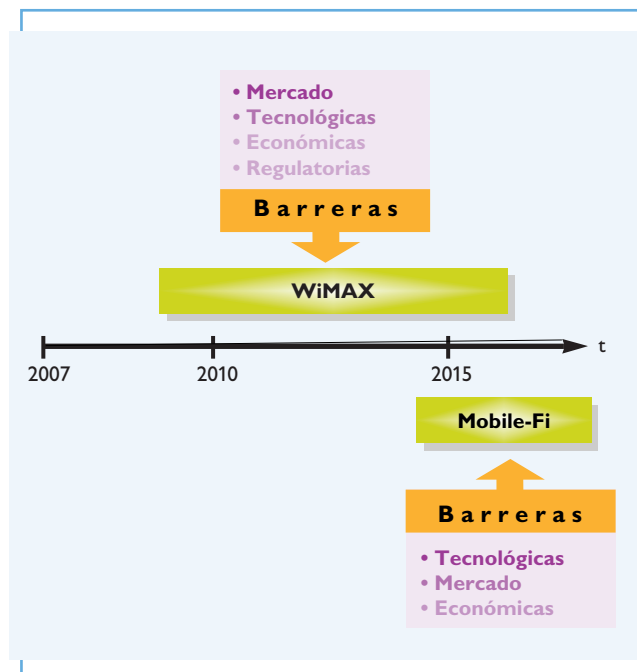 • Mercado
• Tecnológicas
• Económicas
• Regulatorias
Barreras
WiMAX
t
2007 2010 2015
Mobile-Fi
Barreras
• Tecnológicas
• Mercado
• Económicas